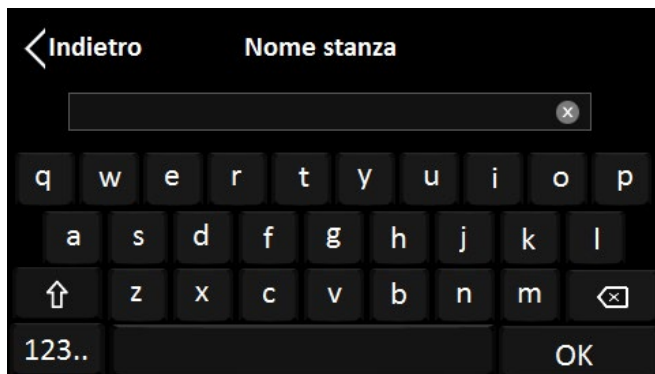 Indietro Nome stanza
q w e r t y u i o p
a s d f g h j k l
z x c v b n m
123.. OK